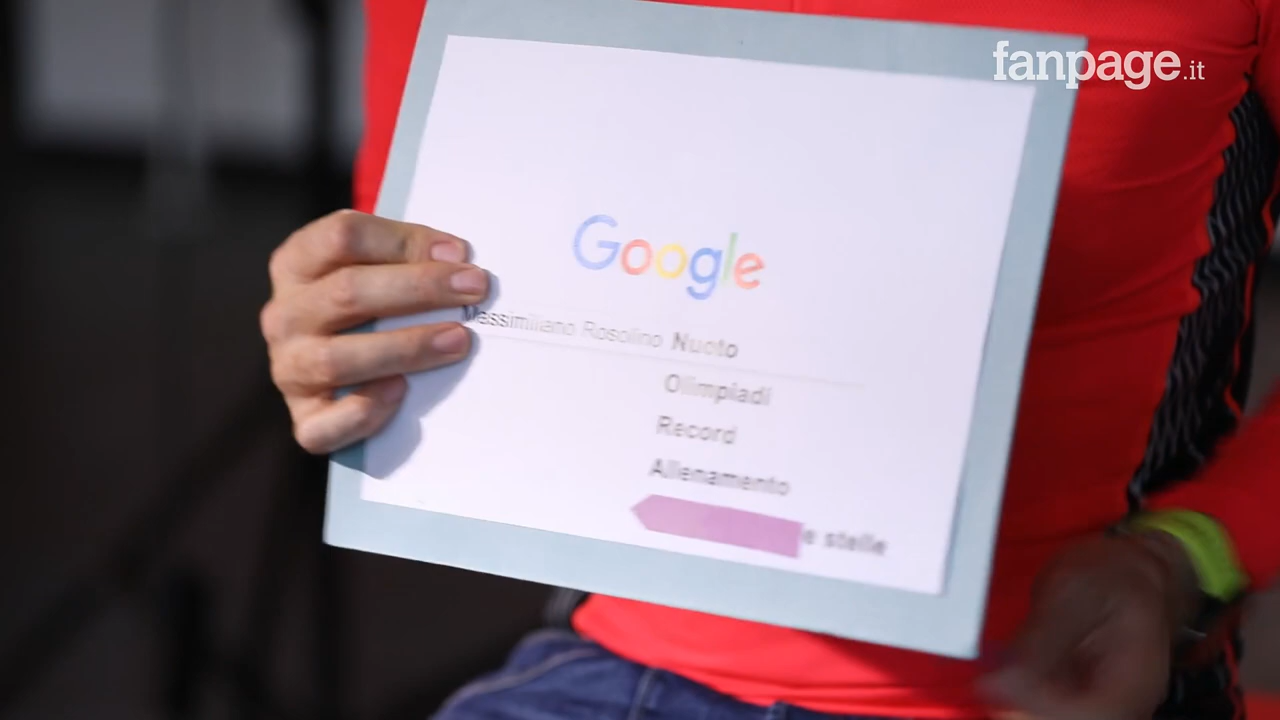 fanpage.it
Google
Massimiliano Rosolino Nuoto
Olimpiadi
Record
Allenamento
e stelle